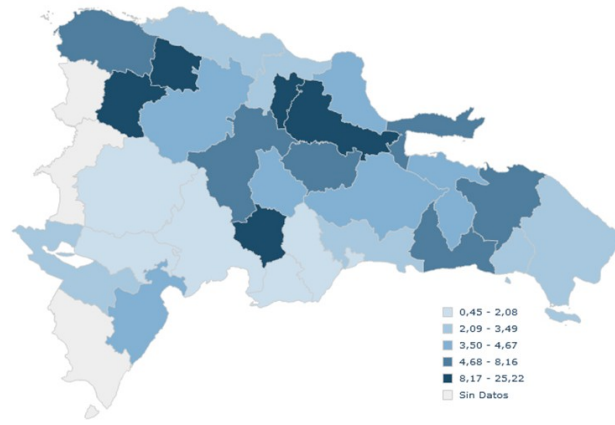 0,45 - 2,08
2,09 - 3,49
3,50 - 4,67
4,68 - 8,16
8,17 - 25,22
Sin Datos